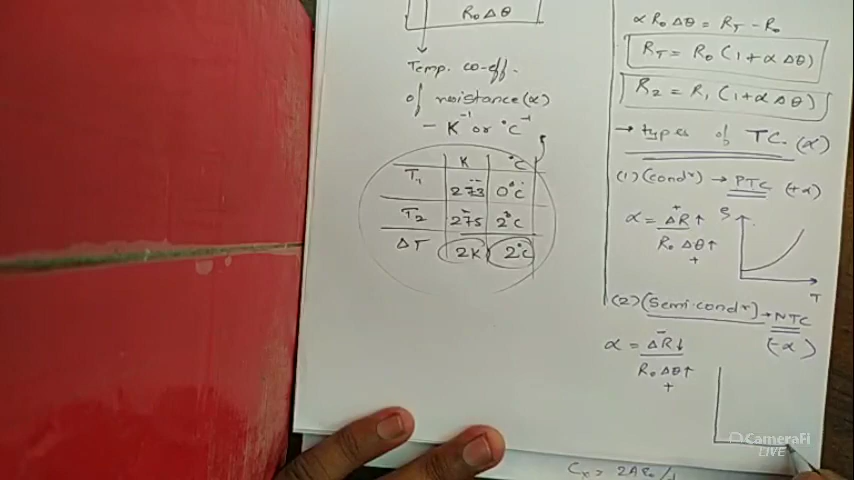 R₀ Δθ
Temp. co-eff.
of resistance (α)
– K⁻¹ or °C⁻¹
K °C
T₁ 273 0°C
T₂ 275 2°C
ΔT 2K 2°C
α R₀ Δθ = R_T – R₀
R_T = R₀ (1 + α Δθ)
R₂ = R₁ (1 + α Δθ)
→ types of TC. (α)
(1) (condʳ) → PTC (+α)
α = ΔR↑
+
R₀ Δθ↑
+
ρ
T
(2) (Semi.condʳ) → NTC
(-α)
α = ΔR↓
–
R₀ Δθ↑
+
CameraFi
LIVE